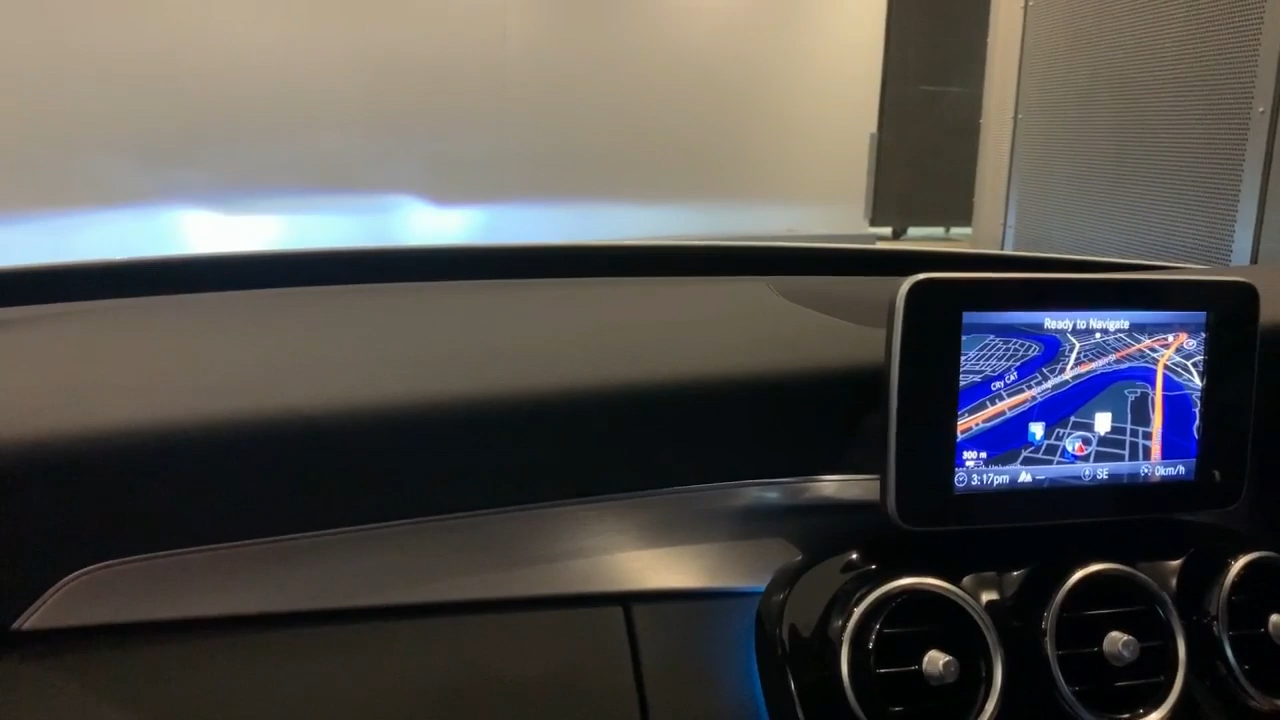 Ready to Navigate
City CAT
300 m
3:17pm
SE
0km/h